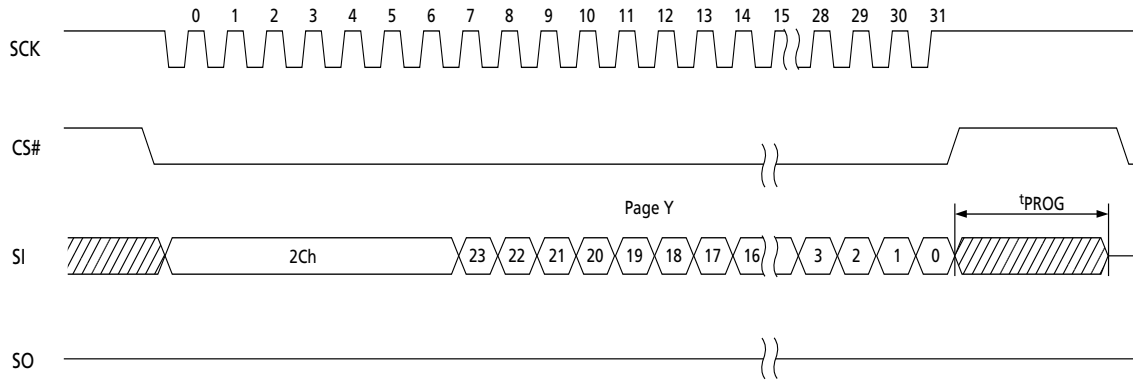 0 1 2 3 4 5 6 7 8 9 10 11 12 13 14 15 28 29 30 31
SCK
CS#
Page Y
tPROG
SI
2Ch 23 22 21 20 19 18 17 16 3 2 1 0
SO